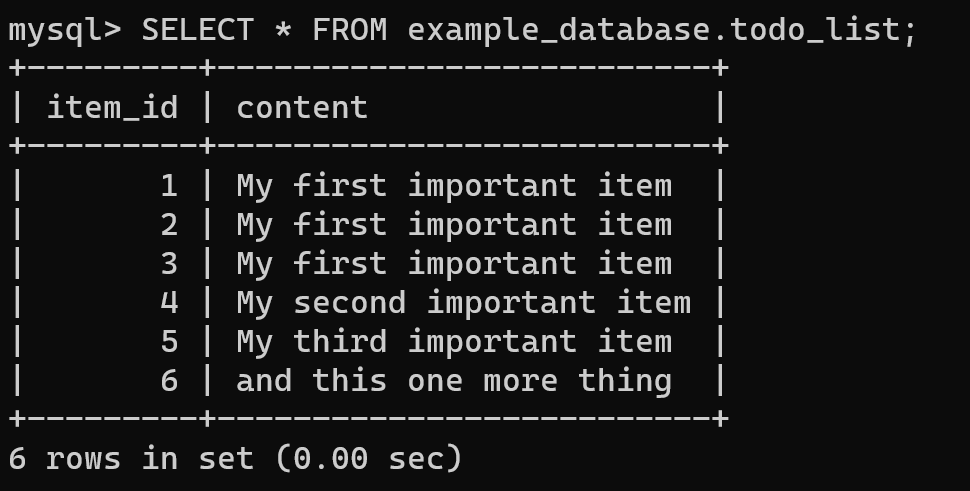 mysql> SELECT * FROM example_database.todo_list;
+---------+--------------------------+
| item_id | content                  |
+---------+--------------------------+
|       1 | My first important item  |
|       2 | My first important item  |
|       3 | My first important item  |
|       4 | My second important item |
|       5 | My third important item  |
|       6 | and this one more thing  |
+---------+--------------------------+
6 rows in set (0.00 sec)